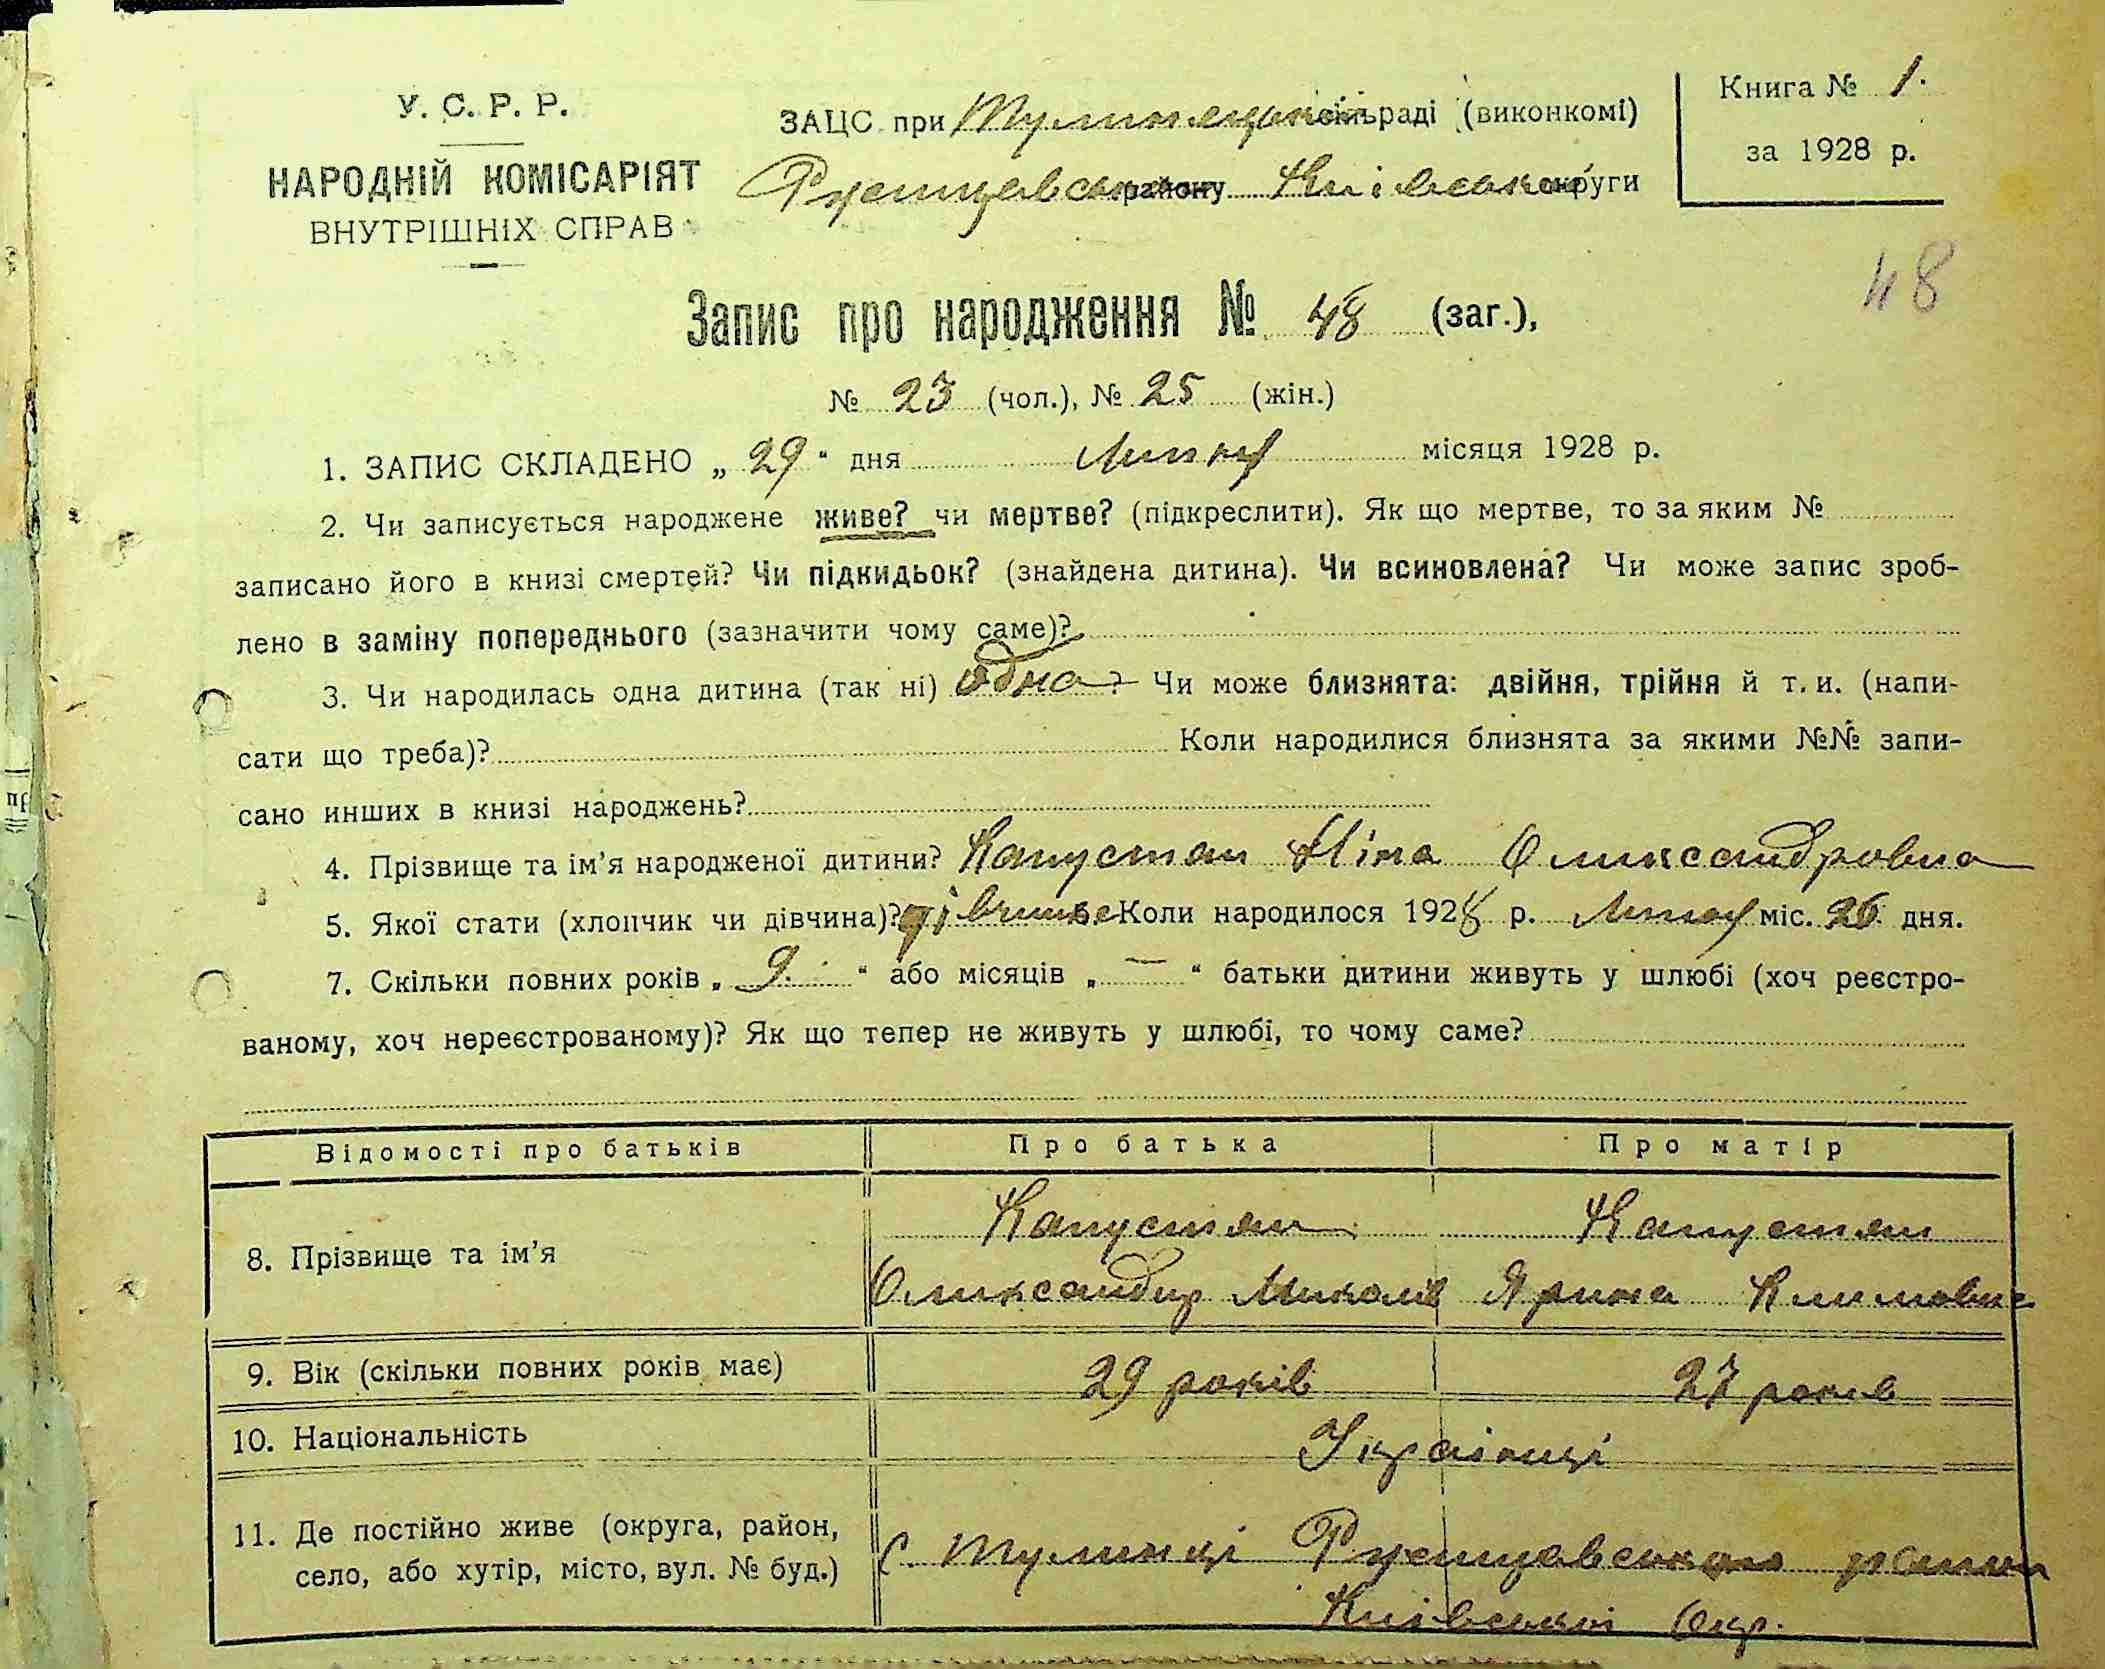 У. С. Р. Р.
НАРОДНІЙ КОМІСАРІЯТ
ВНУТРІШНІХ СПРАВ
ЗАЦС при Тулинецькій сільраді (виконкомі)
Ржищевського району Київської округи
Книга № 1.
за 1928 р.
48
Запис про народження № 48 (заг.),
№ 23 (чол.), № 25 (жін.)
1. ЗАПИС СКЛАДЕНО „ 29 “ дня Липня місяця 1928 р.
2. Чи записується народжене живе? чи мертве? (підкреслити). Як що мертве, то за яким №
записано його в книзі смертей? Чи підкидьок? (знайдена дитина). Чи всиновлена? Чи може запис зроб-
лено в заміну попереднього (зазначити чому саме)?
3. Чи народилась одна дитина (так ні) одна? Чи може близнята: двійня, трійня й т. и. (напи-
сати що треба)? Коли народилися близнята за якими №№ запи-
сано инших в книзі народжень?
4. Прізвище та ім’я народженої дитини? Капустян Ніна Олександровна
5. Якої стати (хлопчик чи дівчина)? дівчина Коли народилося 1928 р. Липня міс. 26 дня.
7. Скільки повних років „ 9. “ або місяців „ — “ батьки дитини живуть у шлюбі (хоч реєстро-
ваному, хоч нереєстрованому)? Як що тепер не живуть у шлюбі, то чому саме?
Відомості про батьків Про батька Про матір
8. Прізвище та ім’я
Капустян Капустян
Олександир Миколів Ярина Климовна
9. Вік (скільки повних років має) 29 років 27 років
10. Національність Українці
11. Де постійно живе (округа, район,
село, або хутір, місто, вул. № буд.)
с. Тулинці Ржищевського району
Київської Окр.